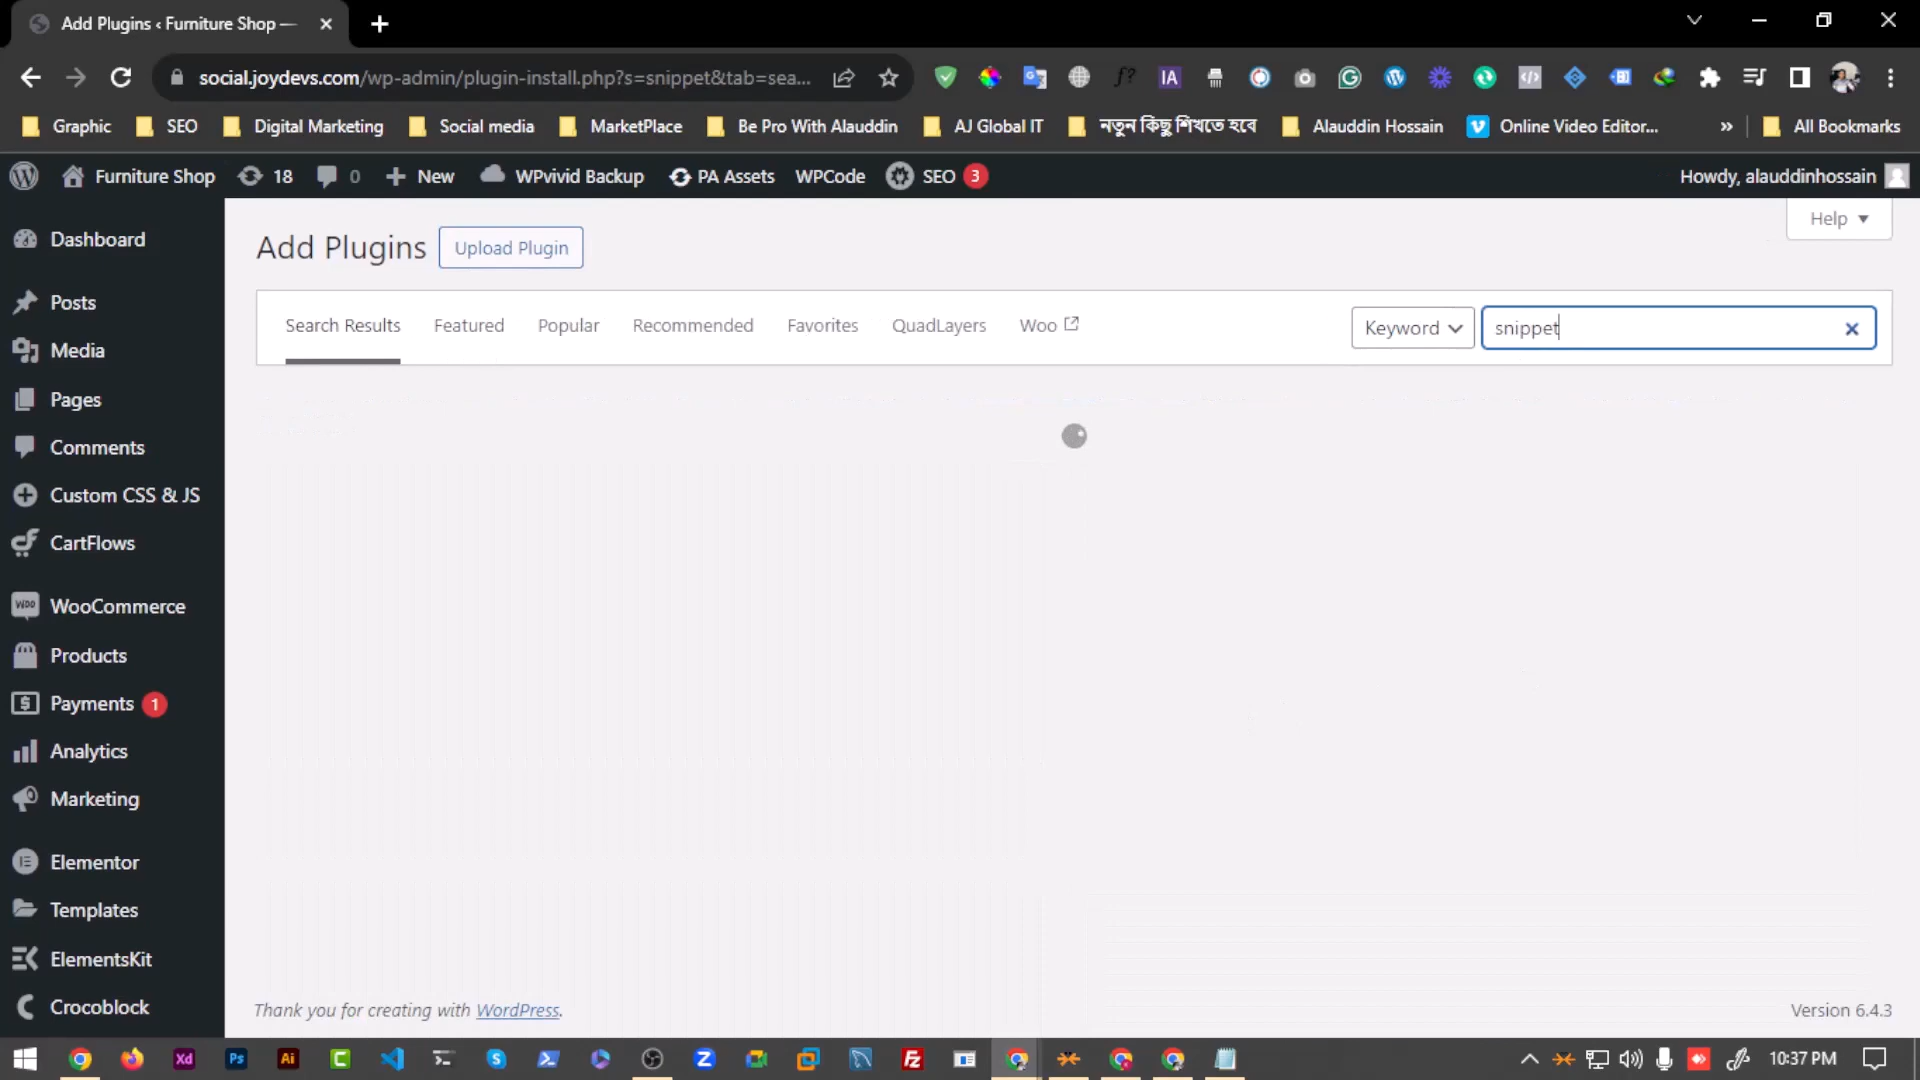 Add Plugins ‹ Furniture Shop —
social.joydevs.com/wp-admin/plugin-install.php?s=snippet&tab=sea...
Graphic SEO Digital Marketing Social media MarketPlace Be Pro With Alauddin AJ Global IT নতুন কিছু শিখতে হবে Alauddin Hossain Online Video Editor... » All Bookmarks
Furniture Shop 18 0 New WPvivid Backup PA Assets WPCode SEO 3 Howdy, alauddinhossain
Help
Add Plugins Upload Plugin
Search Results Featured Popular Recommended Favorites QuadLayers Woo Keyword snippet
Dashboard
Posts
Media
Pages
Comments
Custom CSS & JS
CartFlows
WooCommerce
Products
Payments 1
Analytics
Marketing
Elementor
Templates
ElementsKit
Crocoblock
Thank you for creating with WordPress. Version 6.4.3
10:37 PM